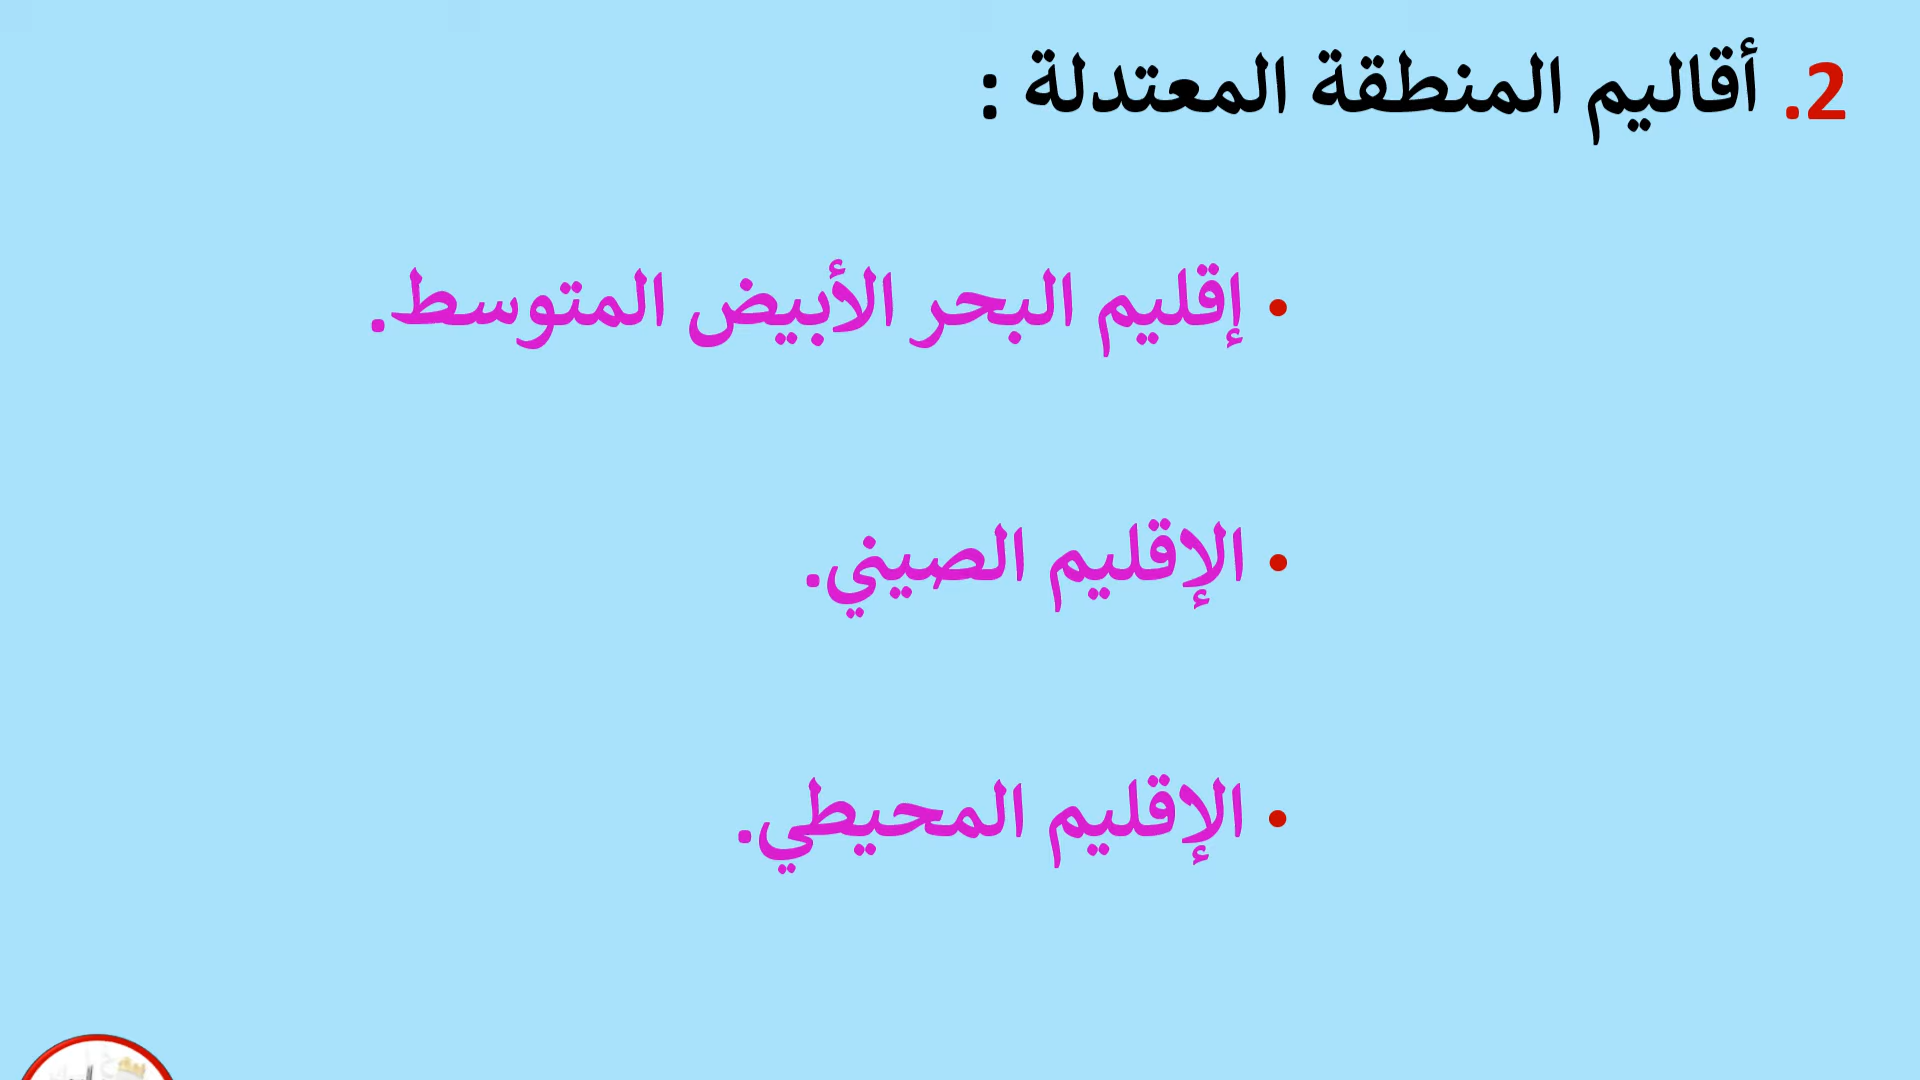 2. أقاليم المنطقة المعتدلة :
• إقليم البحر الأبيض المتوسط.
• الإقليم الصيني.
• الإقليم المحيطي.